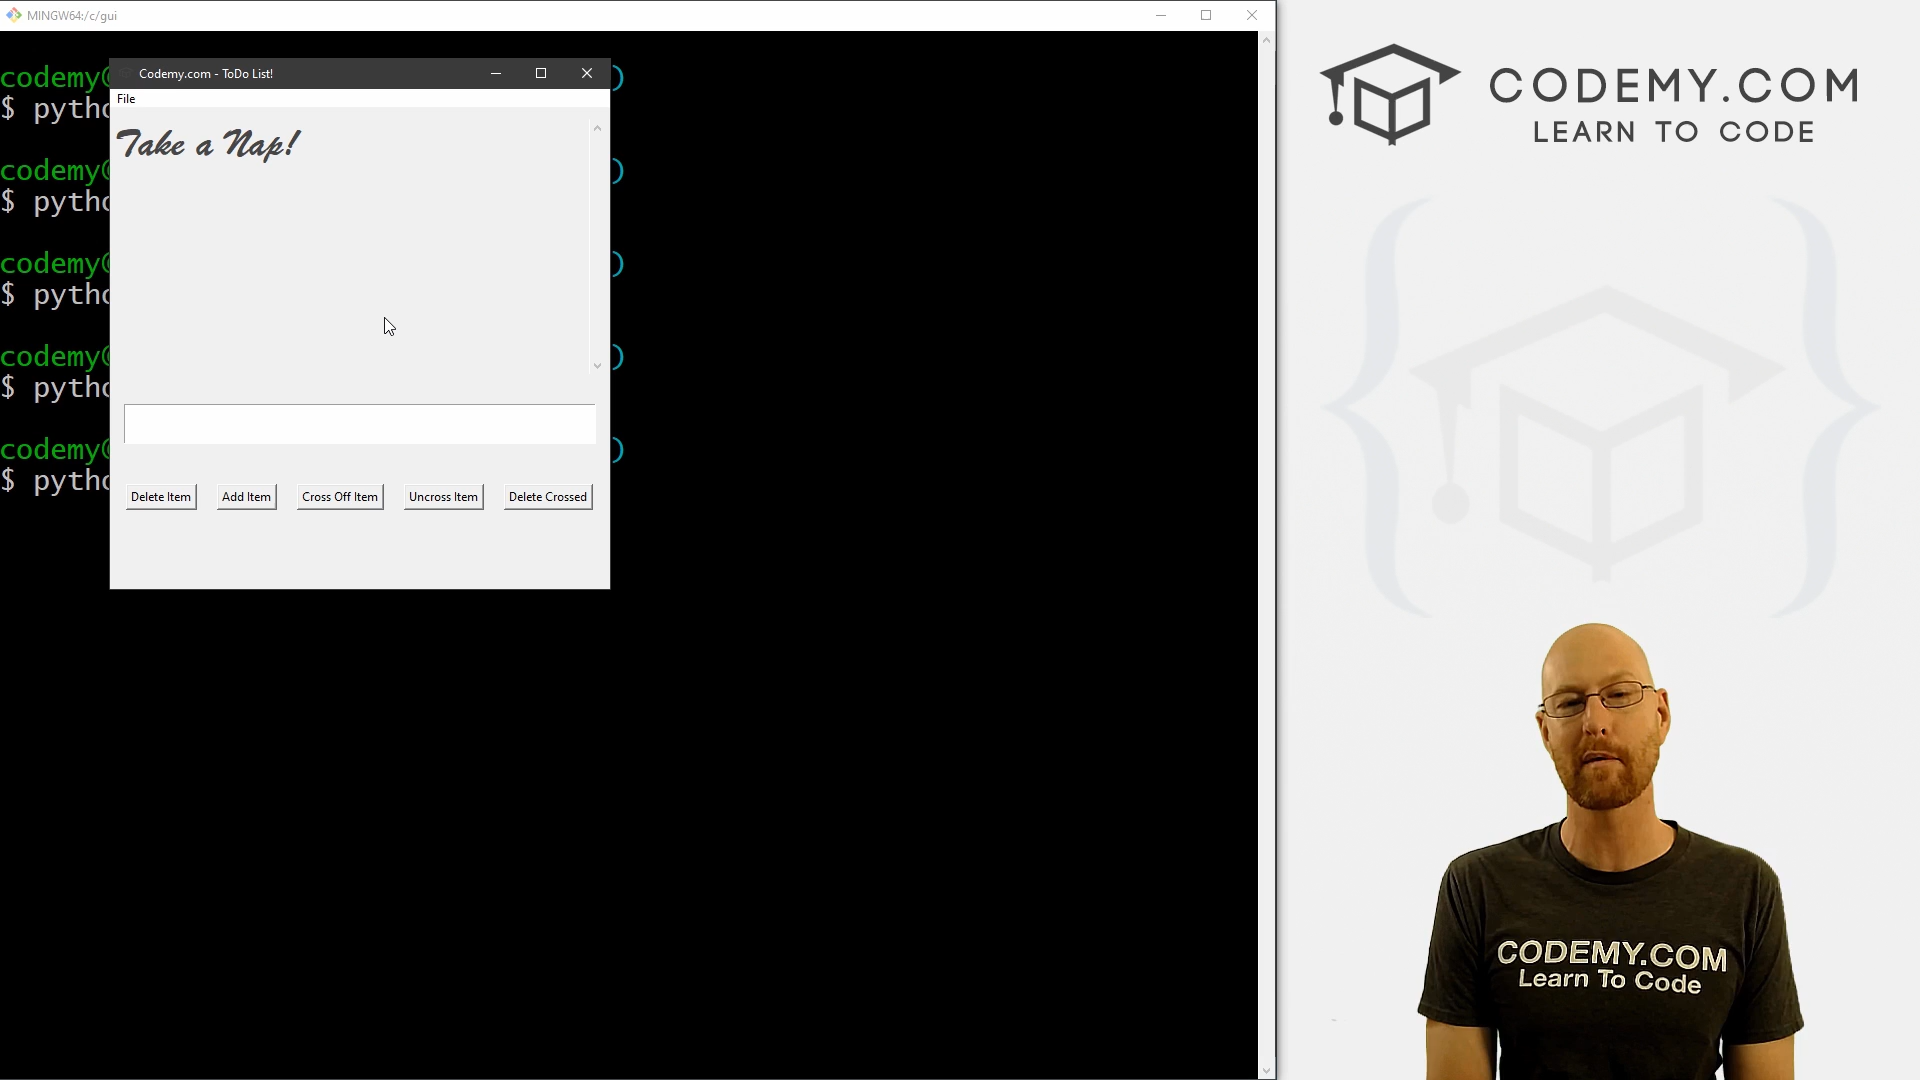 MINGW64:/c/gui
codemy@
$ pytho
codemy@
$ pytho
codemy@
$ pytho
codemy@
$ pytho
codemy@
$ pytho
)
)
)
)
)
Codemy.com - ToDo List!
File
Take a Nap!
Delete Item
Add Item
Cross Off Item
Uncross Item
Delete Crossed
CODEMY.COM
LEARN TO CODE
CODEMY.COM
Learn To Code